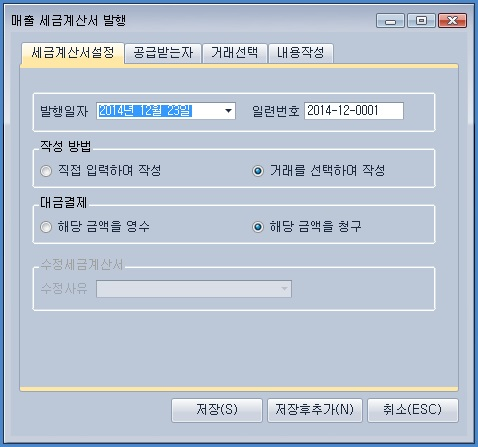 매출 세금계산서 발행
세금계산서설정 공급받는자 거래선택 내용작성
발행일자 2014년 12월 23일 일련번호 2014-12-0001
작성 방법
직접 입력하여 작성 거래를 선택하여 작성
대금결제
해당 금액을 영수 해당 금액을 청구
수정세금계산서
수정사유
저장(S) 저장후추가(N) 취소(ESC)